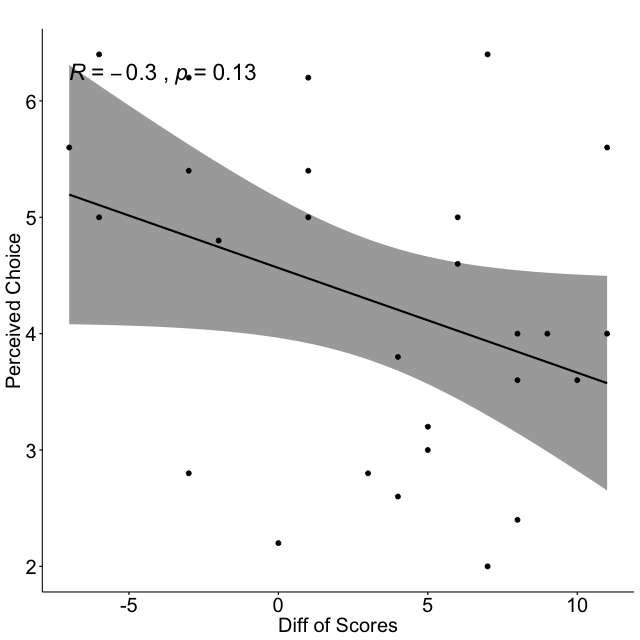 R = −0.3 , p = 0.13
6
5
4
3
2
Perceived Choice
-5 0 5 10
Diff of Scores